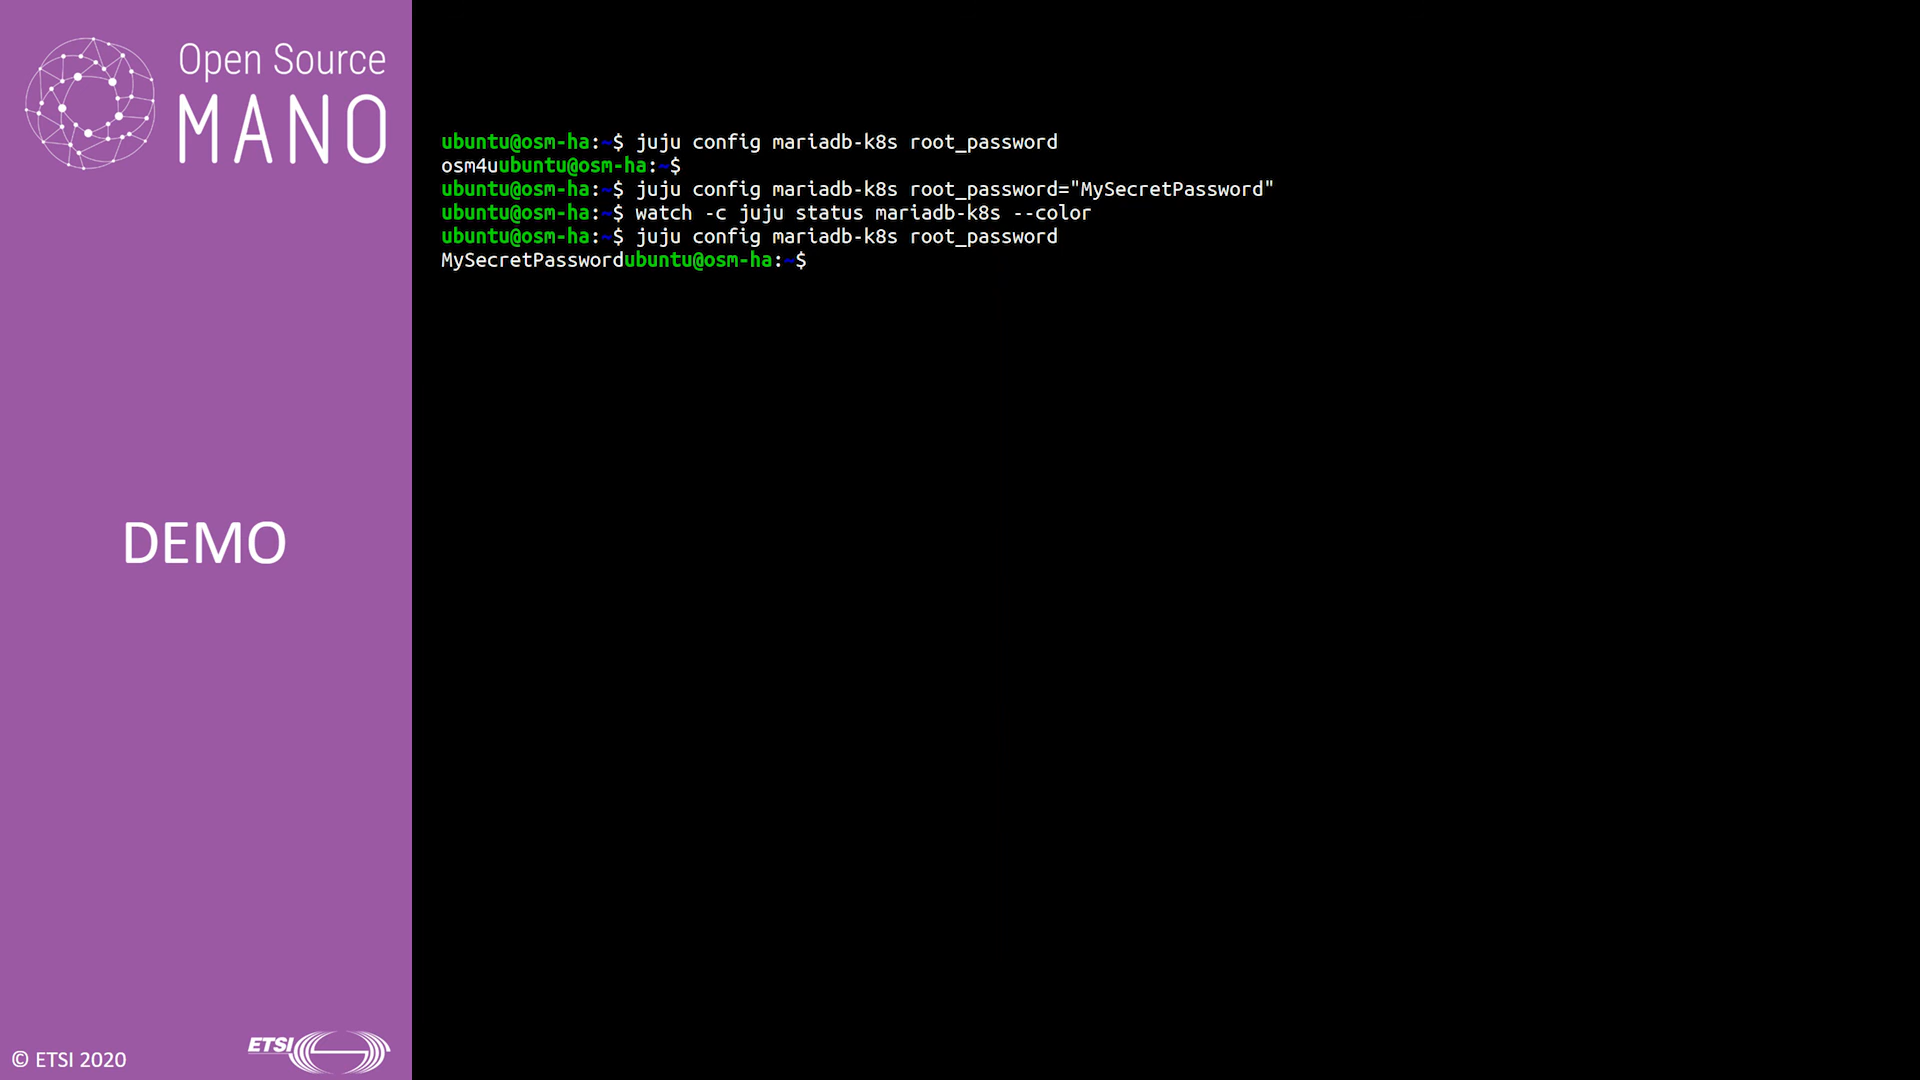 Open Source
MANO
DEMO
© ETSI 2020
ETSI
ubuntu@osm-ha:~$ juju config mariadb-k8s root_password
osm4uubuntu@osm-ha:~$
ubuntu@osm-ha:~$ juju config mariadb-k8s root_password="MySecretPassword"
ubuntu@osm-ha:~$ watch -c juju status mariadb-k8s --color
ubuntu@osm-ha:~$ juju config mariadb-k8s root_password
MySecretPasswordubuntu@osm-ha:~$